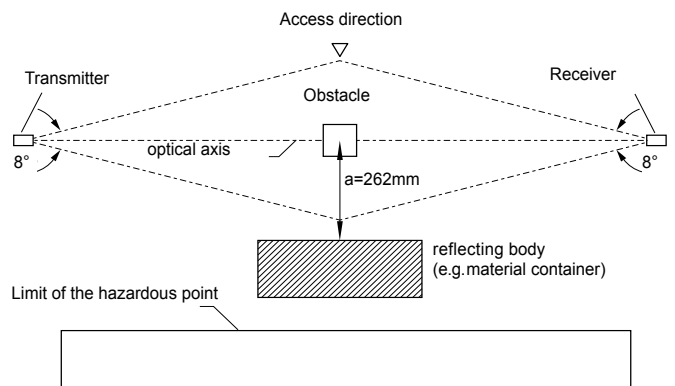 Access direction
Transmitter
Receiver
Obstacle
optical axis
8°
8°
a=262mm
reflecting body
(e.g.material container)
Limit of the hazardous point